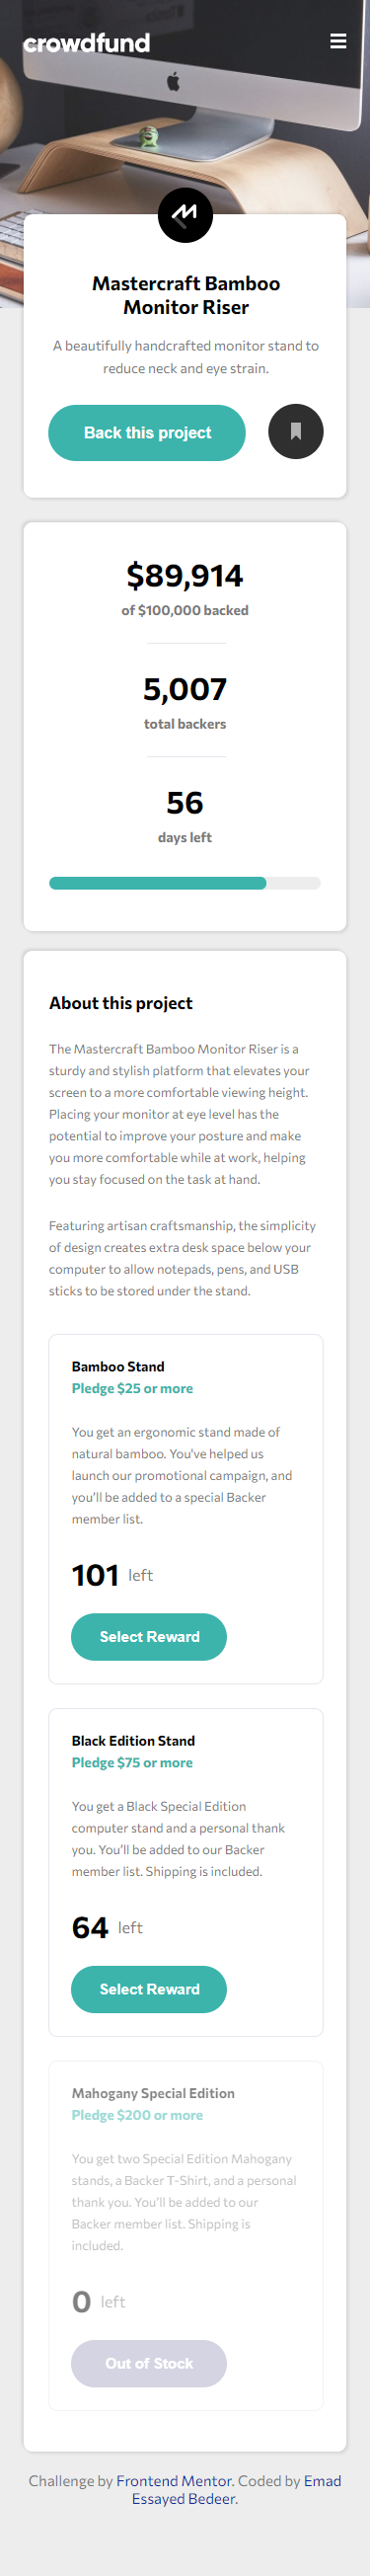 crowdfund
Mastercraft Bamboo
Monitor Riser
A beautifully handcrafted monitor stand to
reduce neck and eye strain.
Back this project
$89,914
of $100,000 backed
5,007
total backers
56
days left
About this project
The Mastercraft Bamboo Monitor Riser is a
sturdy and stylish platform that elevates your
screen to a more comfortable viewing height.
Placing your monitor at eye level has the
potential to improve your posture and make
you more comfortable while at work, helping
you stay focused on the task at hand.
Featuring artisan craftsmanship, the simplicity
of design creates extra desk space below your
computer to allow notepads, pens, and USB
sticks to be stored under the stand.
Bamboo Stand
Pledge $25 or more
You get an ergonomic stand made of
natural bamboo. You've helped us
launch our promotional campaign, and
you'll be added to a special Backer
member list.
101 left
Select Reward
Black Edition Stand
Pledge $75 or more
You get a Black Special Edition
computer stand and a personal thank
you. You'll be added to our Backer
member list. Shipping is included.
64 left
Select Reward
Mahogany Special Edition
Pledge $200 or more
You get two Special Edition Mahogany
stands, a Backer T-Shirt, and a personal
thank you. You'll be added to our
Backer member list. Shipping is
included.
0 left
Out of Stock
Challenge by Frontend Mentor. Coded by Emad
Essayed Bedeer.